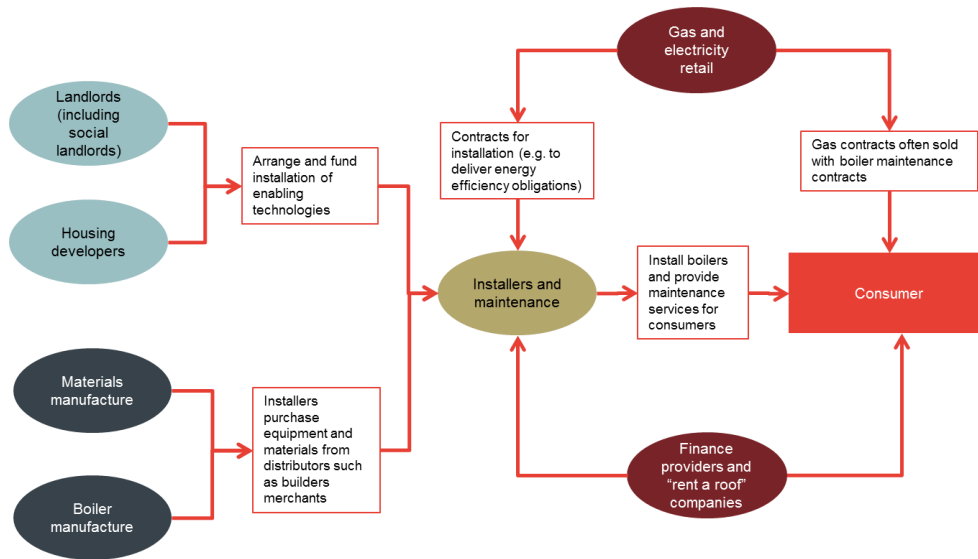 Gas and
electricity
retail
Landlords
(including
social
landlords)
Contracts for
installation (e.g. to
deliver energy
efficiency obligations)
Gas contracts often sold
with boiler maintenance
contracts
Arrange and fund
installation of
enabling
technologies
Housing
developers
Installers and
maintenance
Install boilers
and provide
maintenance
services for
consumers
Consumer
Materials
manufacture
Installers
purchase
equipment and
materials from
distributors such
as builders
merchants
Boiler
manufacture
Finance
providers and
“rent a roof”
companies